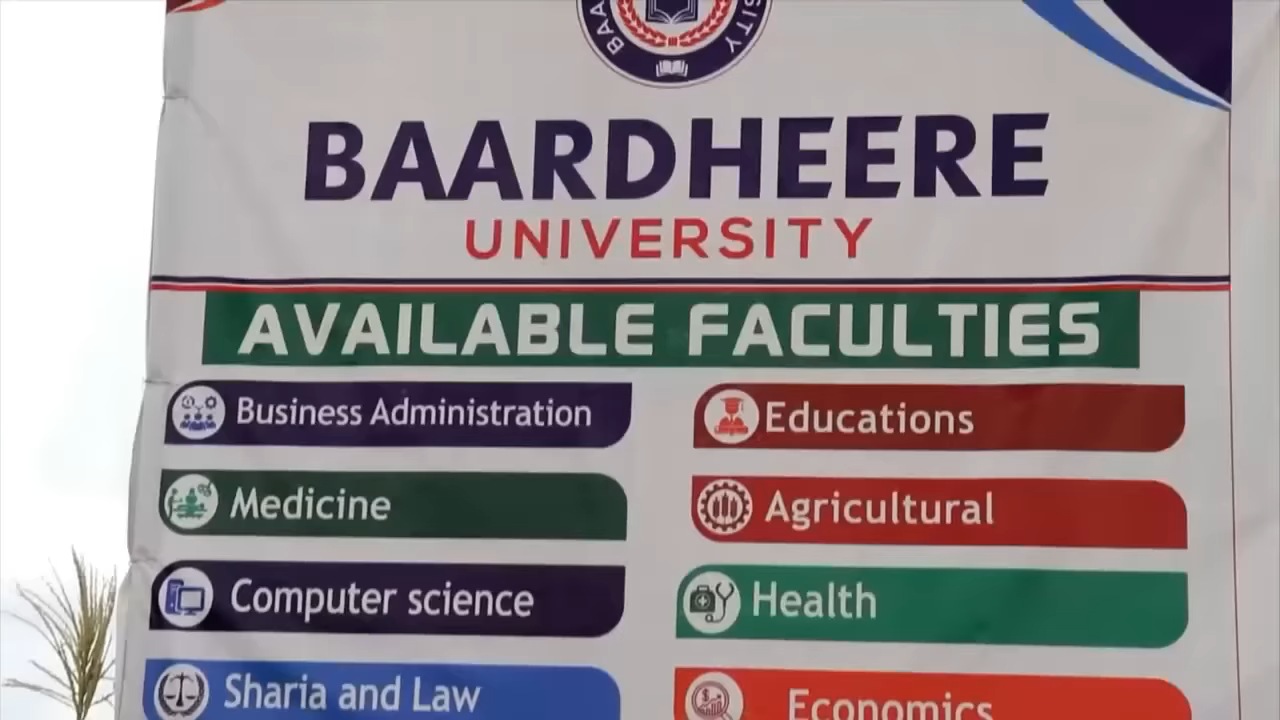 BAARDHEERE
UNIVERSITY
AVAILABLE FACULTIES
Business Administration
Educations
Medicine
Agricultural
Computer science
Health
Sharia and Law
Economics